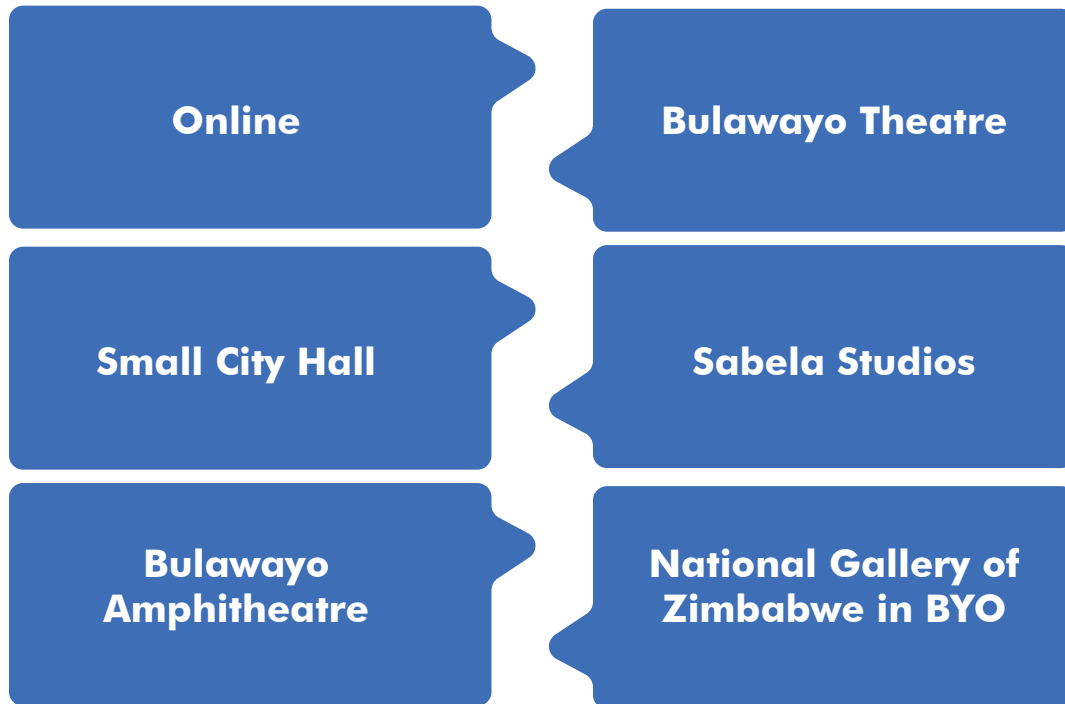 Online
Bulawayo Theatre
Small City Hall
Sabela Studios
Bulawayo
Amphitheatre
National Gallery of
Zimbabwe in BYO